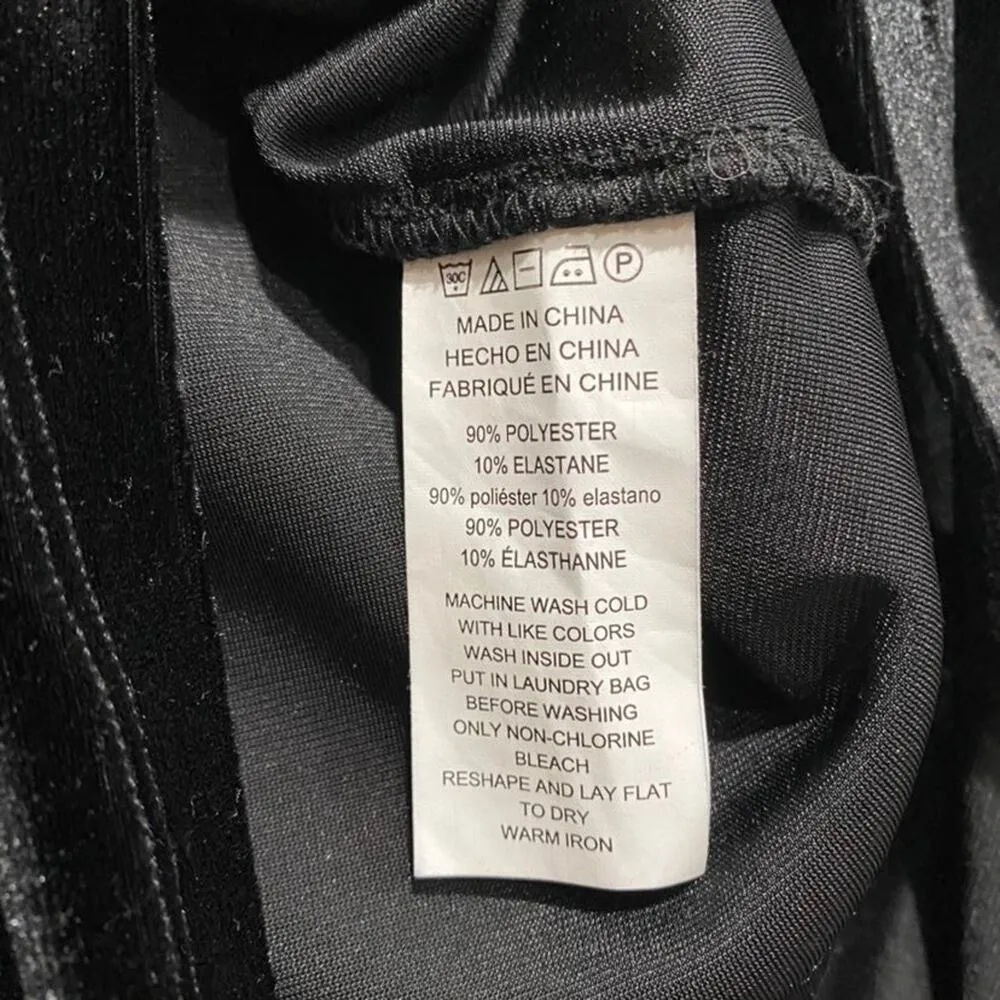 30C P
MADE IN CHINA
HECHO EN CHINA
FABRIQUÉ EN CHINE
90% POLYESTER
10% ELASTANE
90% poliéster 10% elastano
90% POLYESTER
10% ÉLASTHANNE
MACHINE WASH COLD
WITH LIKE COLORS
WASH INSIDE OUT
PUT IN LAUNDRY BAG
BEFORE WASHING
ONLY NON-CHLORINE
BLEACH
RESHAPE AND LAY FLAT
TO DRY
WARM IRON